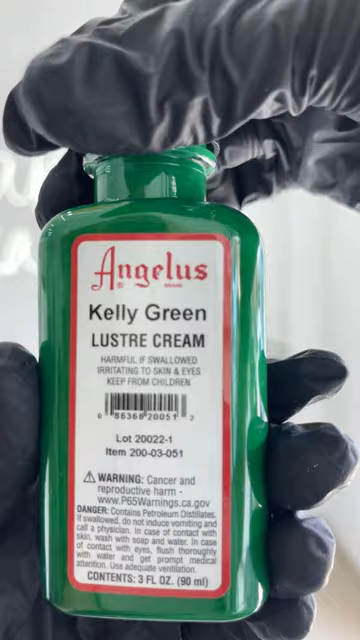 Angelus
®
BRAND
Kelly Green
LUSTRE CREAM
HARMFUL IF SWALLOWED
IRRITATING TO SKIN & EYES
KEEP FROM CHILDREN
0 86366 20051 3
Lot 20022-1
Item 200-03-051
⚠WARNING: Cancer and
reproductive harm -
www.P65Warnings.ca.gov
DANGER: Contains Petroleum Distillates.
If swallowed, do not induce vomiting and
call a physician. In case of contact with
skin, wash with soap and water. In case
of contact with eyes, flush thoroughly
with water and get prompt medical
attention. Use adequate ventilation.
CONTENTS: 3 FL OZ. (90 ml)